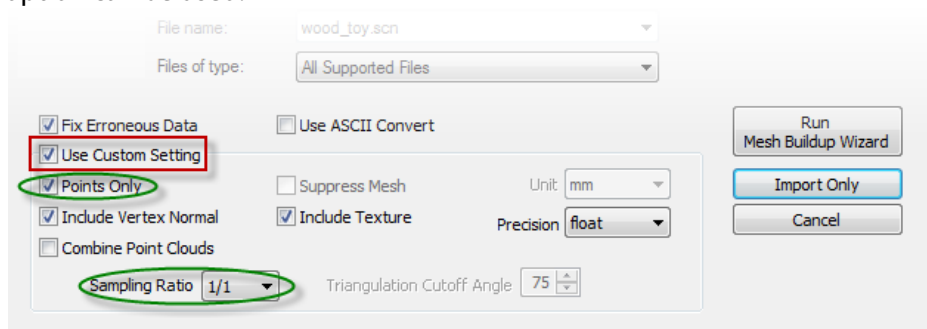 File name: wood_toy.scn
Files of type: All Supported Files
Fix Erroneous Data Use ASCII Convert
Run
Mesh Buildup Wizard
Use Custom Setting
Points Only Suppress Mesh Unit mm
Import Only
Include Vertex Normal Include Texture Precision float
Cancel
Combine Point Clouds
Sampling Ratio 1/1 Triangulation Cutoff Angle 75